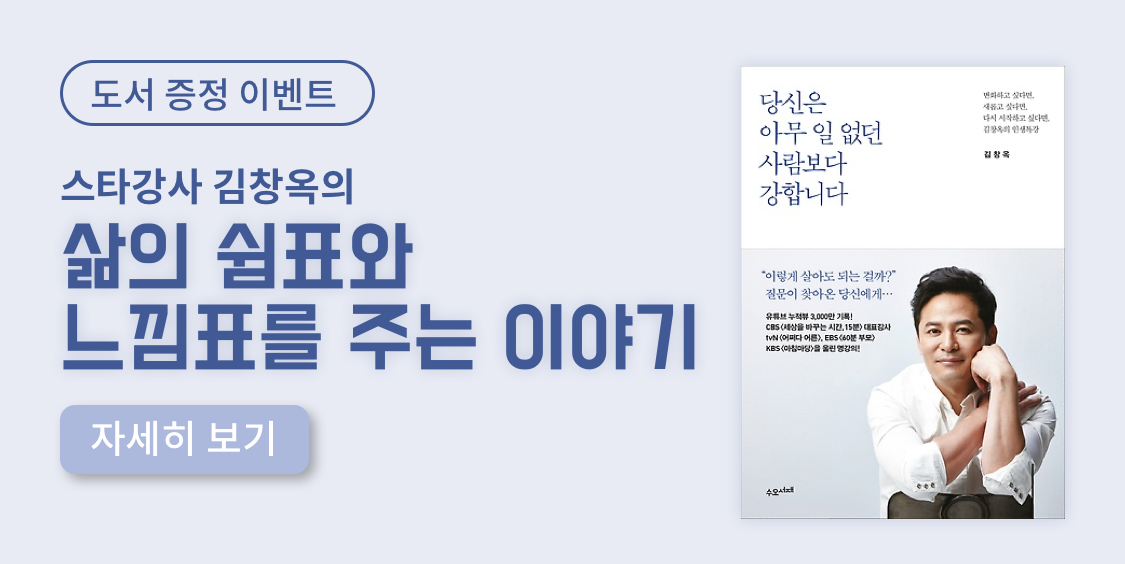 도서 증정 이벤트
스타강사 김창옥의
삶의 쉼표와
느낌표를 주는 이야기
자세히 보기
당신은
아무 일 없던
사람보다
강합니다
변화하고 싶다면,
새롭고 싶다면,
다시 시작하고 싶다면,
김창옥의 인생특강
김창옥
“이렇게 살아도 되는 걸까?”
질문이 찾아온 당신에게…
유튜브 누적뷰 3,000만 기록!
CBS 〈세상을 바꾸는 시간, 15분〉 대표강사
tvN 〈어쩌다 어른〉, EBS 〈60분 부모〉
KBS 〈아침마당〉을 울린 명강의!
수오서재